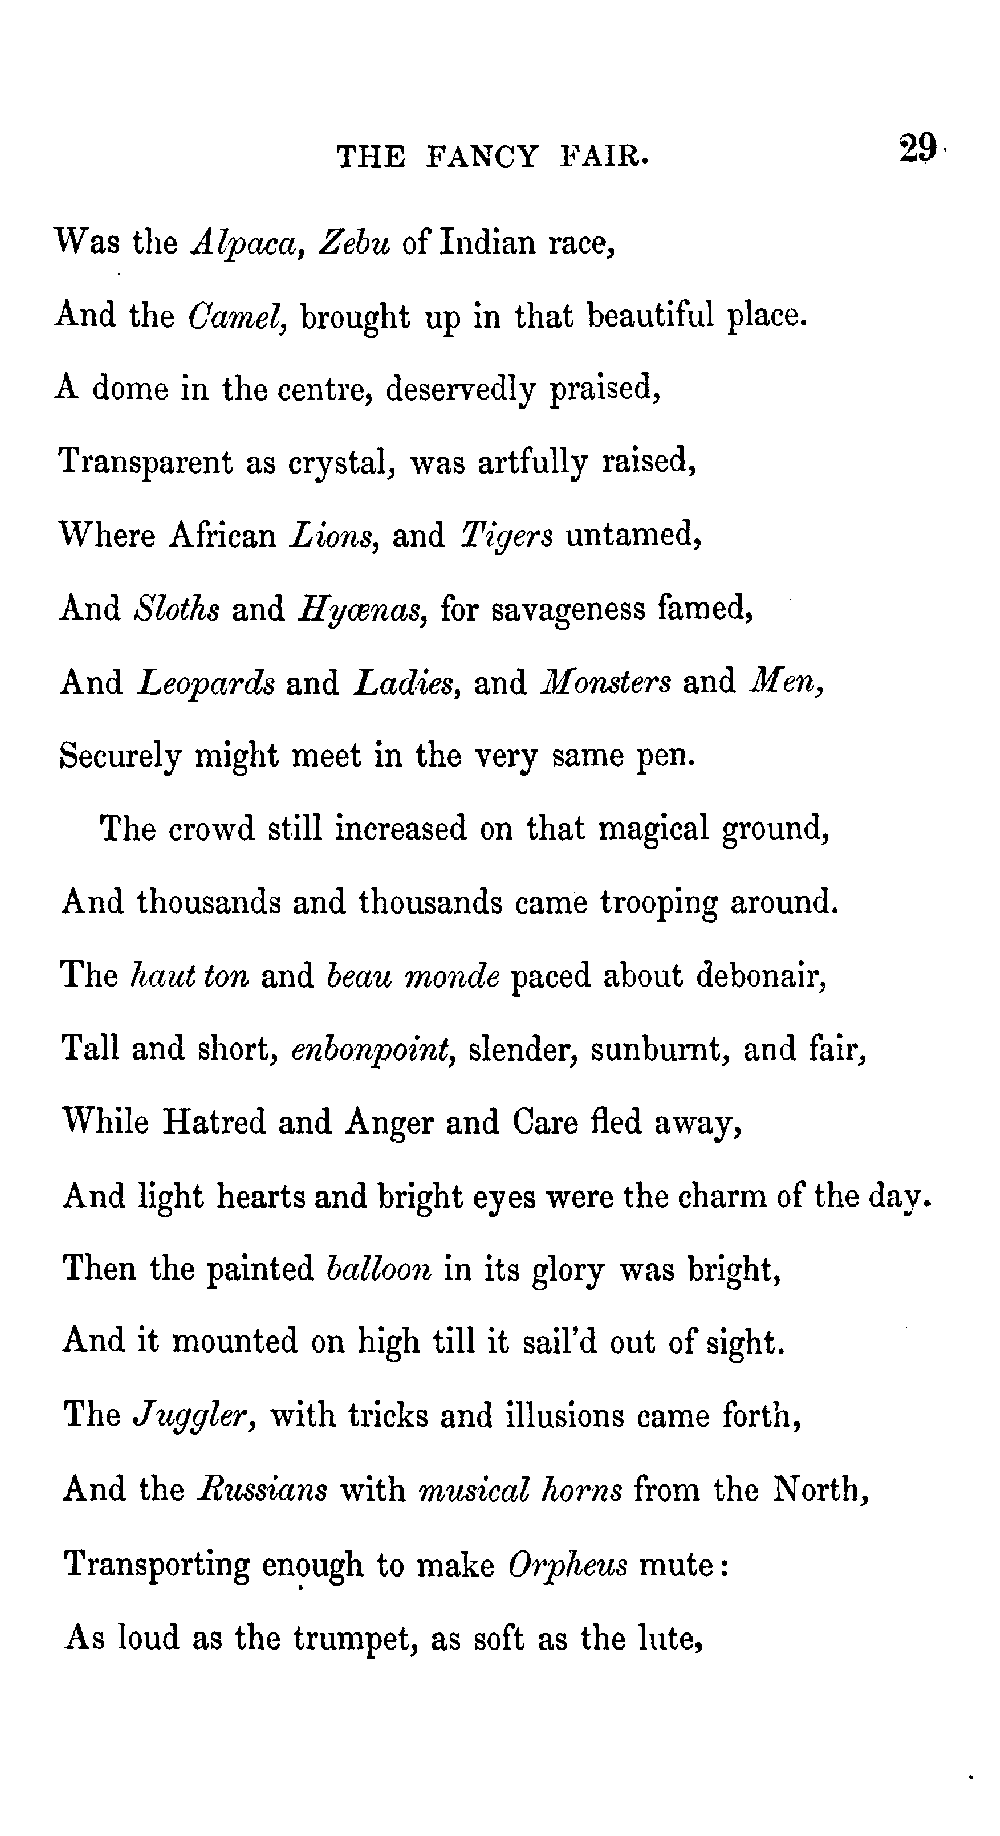 THE FANCY FAIR. 29
Was the Alpaca, Zebu of Indian race,
And the Camel, brought up in that beautiful place.
A dome in the centre, deservedly praised,
Transparent as crystal, was artfully raised,
Where African Lions, and Tigers untamed,
And Sloths and Hyœnas, for savageness famed,
And Leopards and Ladies, and Monsters and Men,
Securely might meet in the very same pen.
The crowd still increased on that magical ground,
And thousands and thousands came trooping around.
The haut ton and beau monde paced about debonair,
Tall and short, enbonpoint, slender, sunburnt, and fair,
While Hatred and Anger and Care fled away,
And light hearts and bright eyes were the charm of the day.
Then the painted balloon in its glory was bright,
And it mounted on high till it sail'd out of sight.
The Juggler, with tricks and illusions came forth,
And the Russians with musical horns from the North,
Transporting enough to make Orpheus mute:
As loud as the trumpet, as soft as the lute,